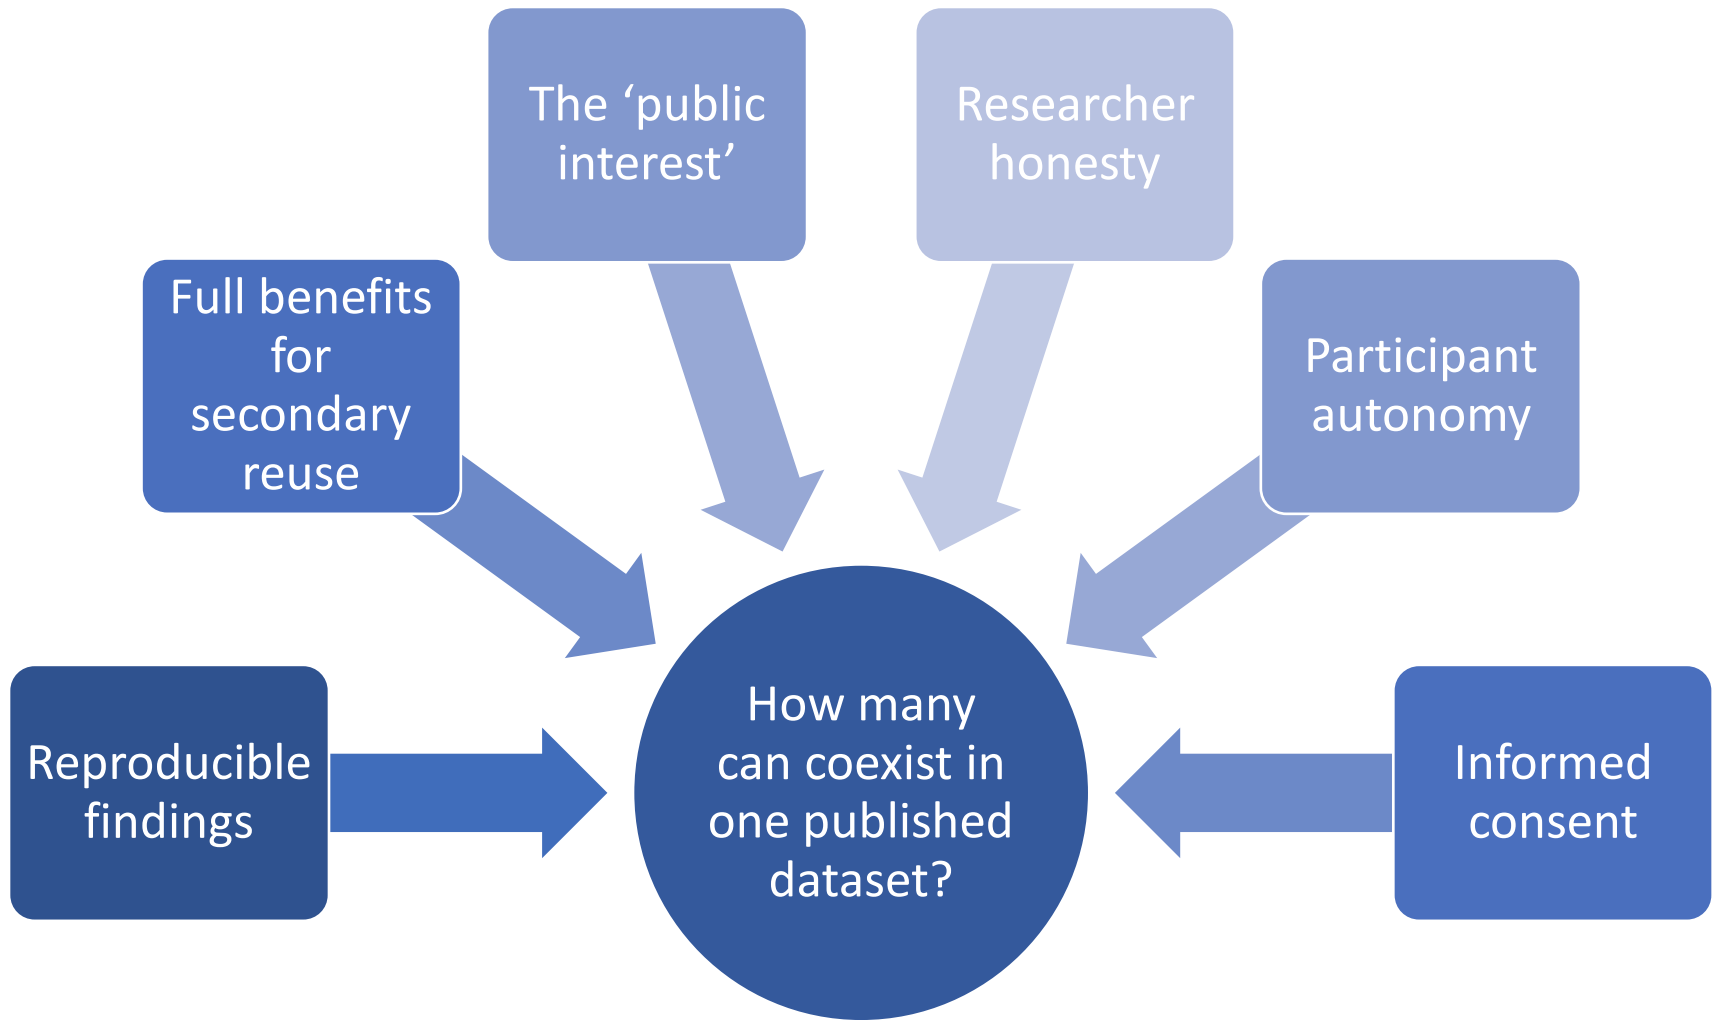 The ‘public
interest’
Researcher
honesty
Full benefits
for
secondary
reuse
Participant
autonomy
Reproducible
findings
How many
can coexist in
one published
dataset?
Informed
consent